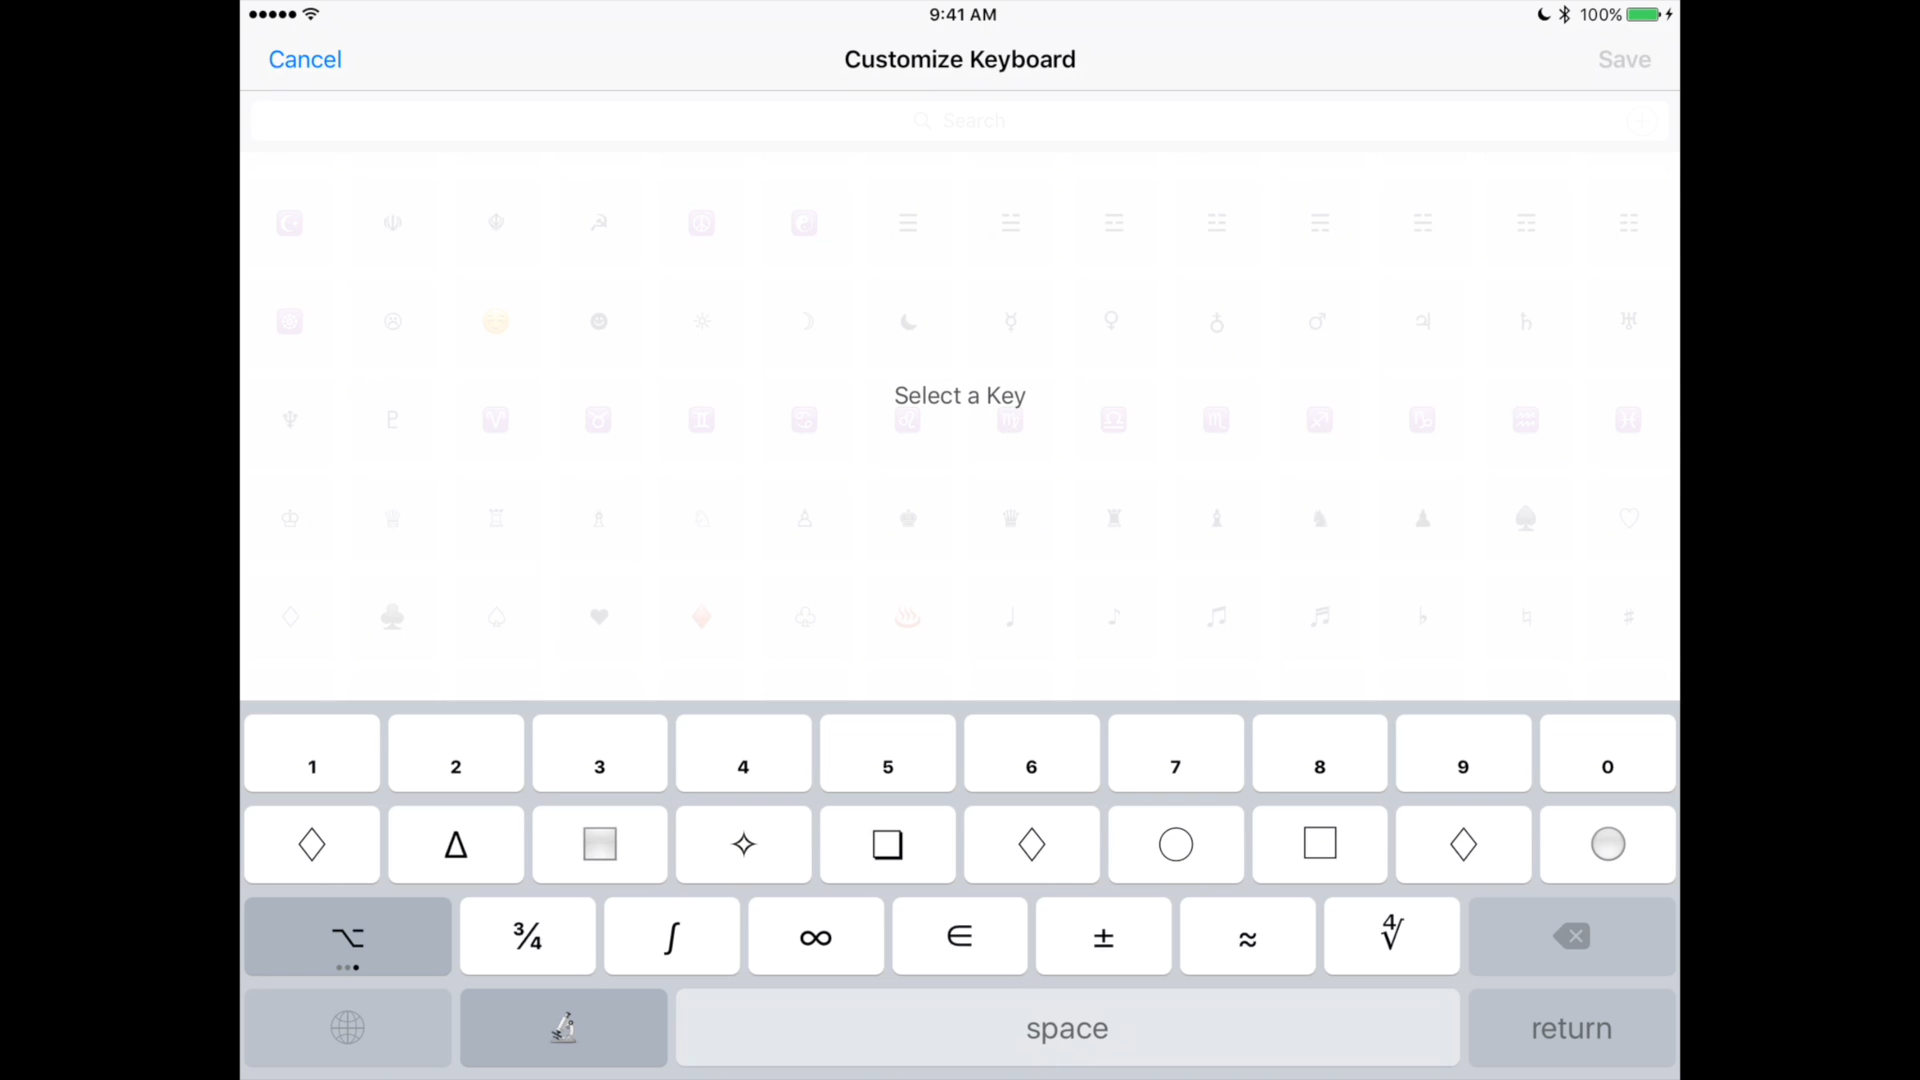 9:41 AM
100%
Cancel
Customize Keyboard
Save
Search
Select a Key
1 2 3 4 5 6 7 8 9 0
◇ Δ ⬜ ✧ ❏ ◇ ○ □ ◇ ⚪
⌥ ¾ ∫ ∞ ∈ ± ≈ ∜
space
return